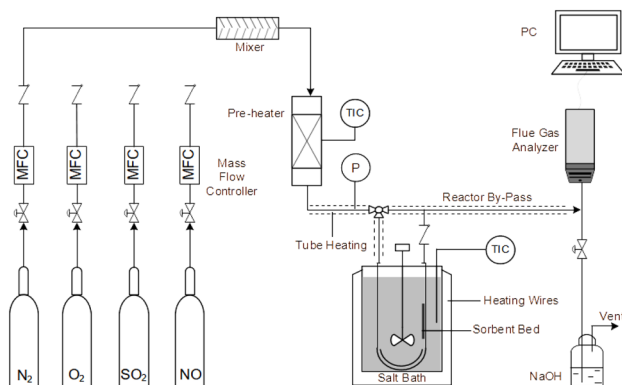 PC
Mixer
Pre-heater
TIC
Flue Gas
Analyzer
MFC
MFC
MFC
MFC
Mass
Flow
Controller
P
Reactor By-Pass
Tube Heating
TIC
Heating Wires
Sorbent Bed
Salt Bath
Vent
NaOH
N₂
O₂
SO₂
NO